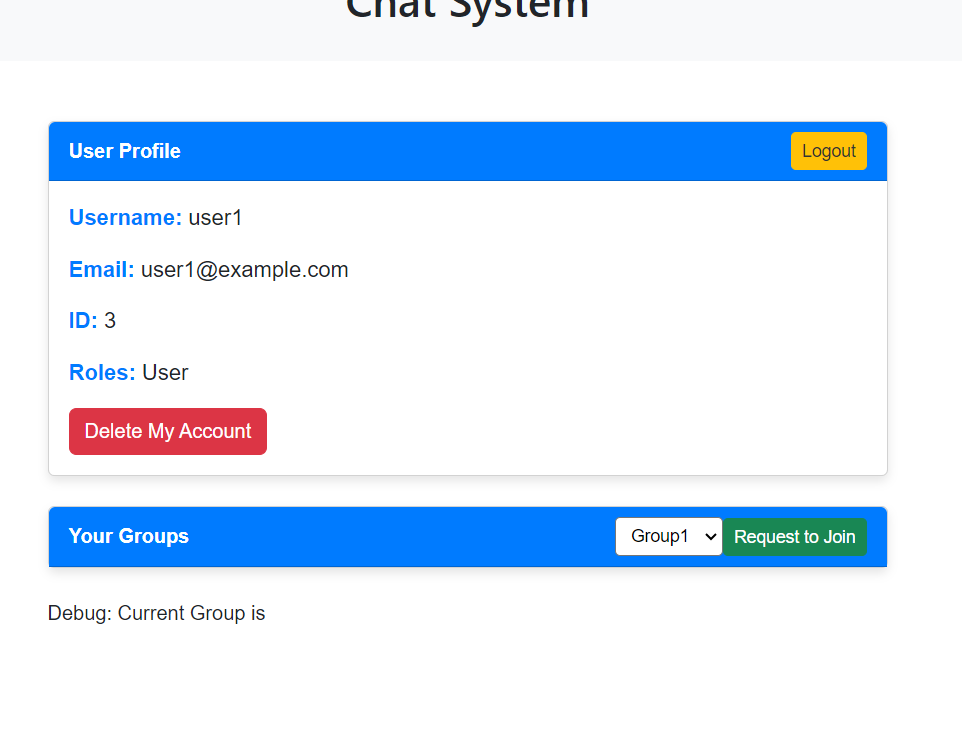 Chat System
User Profile
Logout
Username: user1
Email: user1@example.com
ID: 3
Roles: User
Delete My Account
Your Groups
Group1
Request to Join
Debug: Current Group is